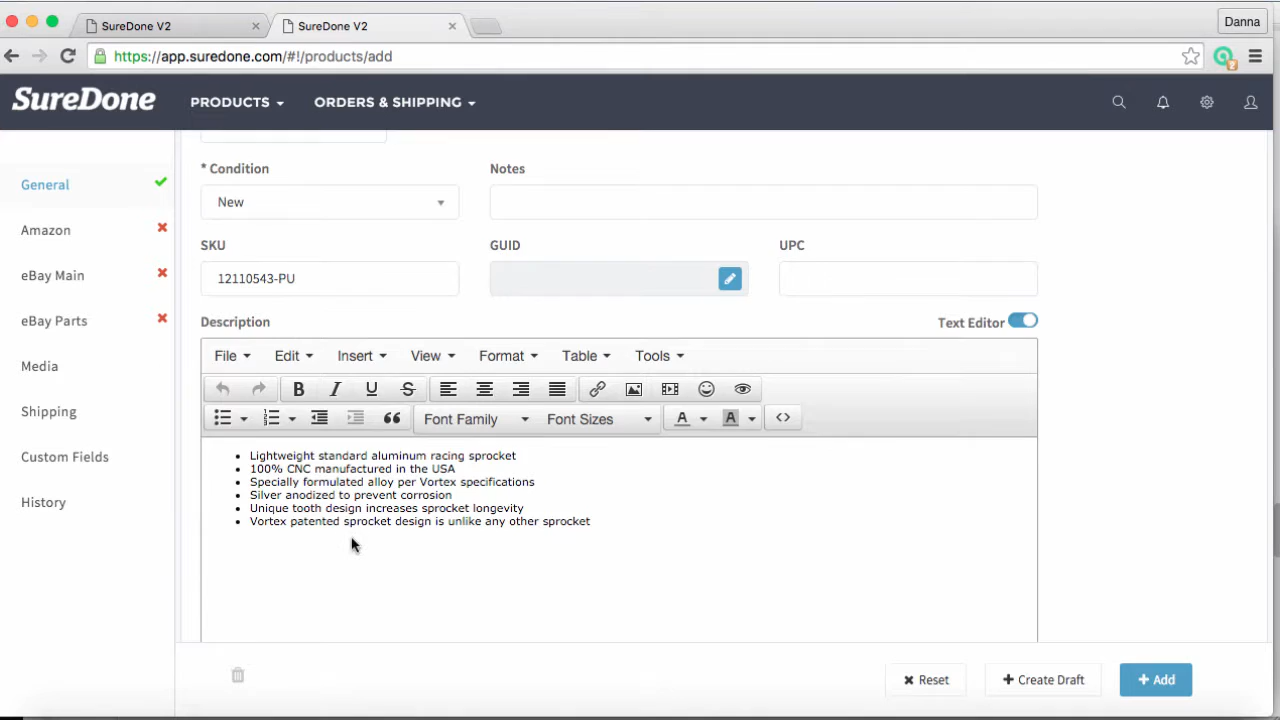 SureDone V2
SureDone V2
Danna
https://app.suredone.com/#!/products/add
SureDone
PRODUCTS
ORDERS & SHIPPING
General
Amazon
eBay Main
eBay Parts
Media
Shipping
Custom Fields
History
* Condition
Notes
New
SKU
GUID
UPC
12110543-PU
Description
Text Editor
File Edit Insert View Format Table Tools
B I U S
Font Family Font Sizes A A <>
• Lightweight standard aluminum racing sprocket
• 100% CNC manufactured in the USA
• Specially formulated alloy per Vortex specifications
• Silver anodized to prevent corrosion
• Unique tooth design increases sprocket longevity
• Vortex patented sprocket design is unlike any other sprocket
Reset
+ Create Draft
+ Add